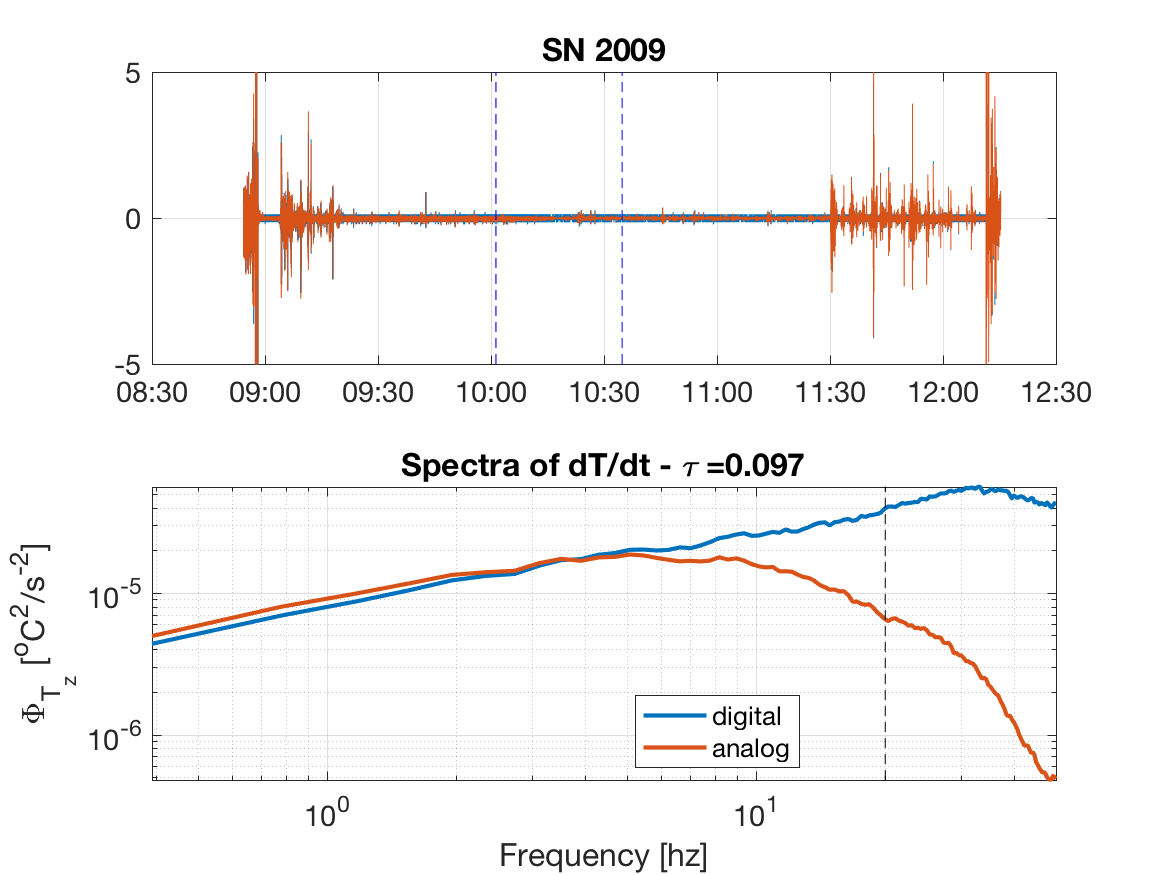 SN 2009
5
0
-5
08:30 09:00 09:30 10:00 10:30 11:00 11:30 12:00 12:30
Spectra of dT/dt - τ =0.097
Φ_{T_z} [°C²/s⁻²]
10⁻⁵
10⁻⁶
digital
analog
10⁰ 10¹
Frequency [hz]